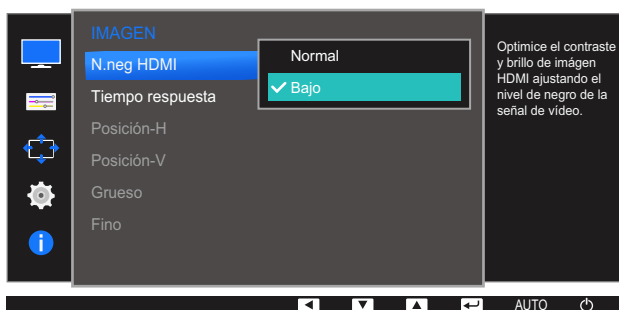 IMAGEN
N.neg HDMI
Tiempo respuesta
Posición-H
Posición-V
Grueso
Fino
Normal
Bajo
Optimice el contraste
y brillo de imágen
HDMI ajustando el
nivel de negro de la
señal de vídeo.
AUTO